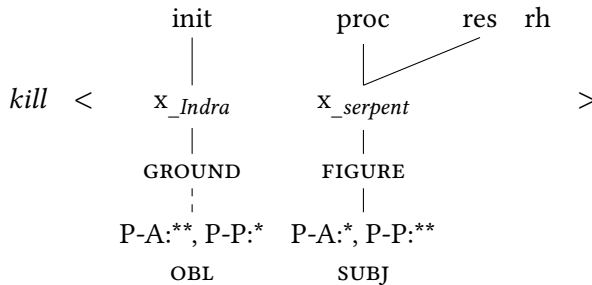 init proc res rh
kill < x_Indra x_serpent >
GROUND FIGURE
P-A:**, P-P:* P-A:*, P-P:**
OBL SUBJ